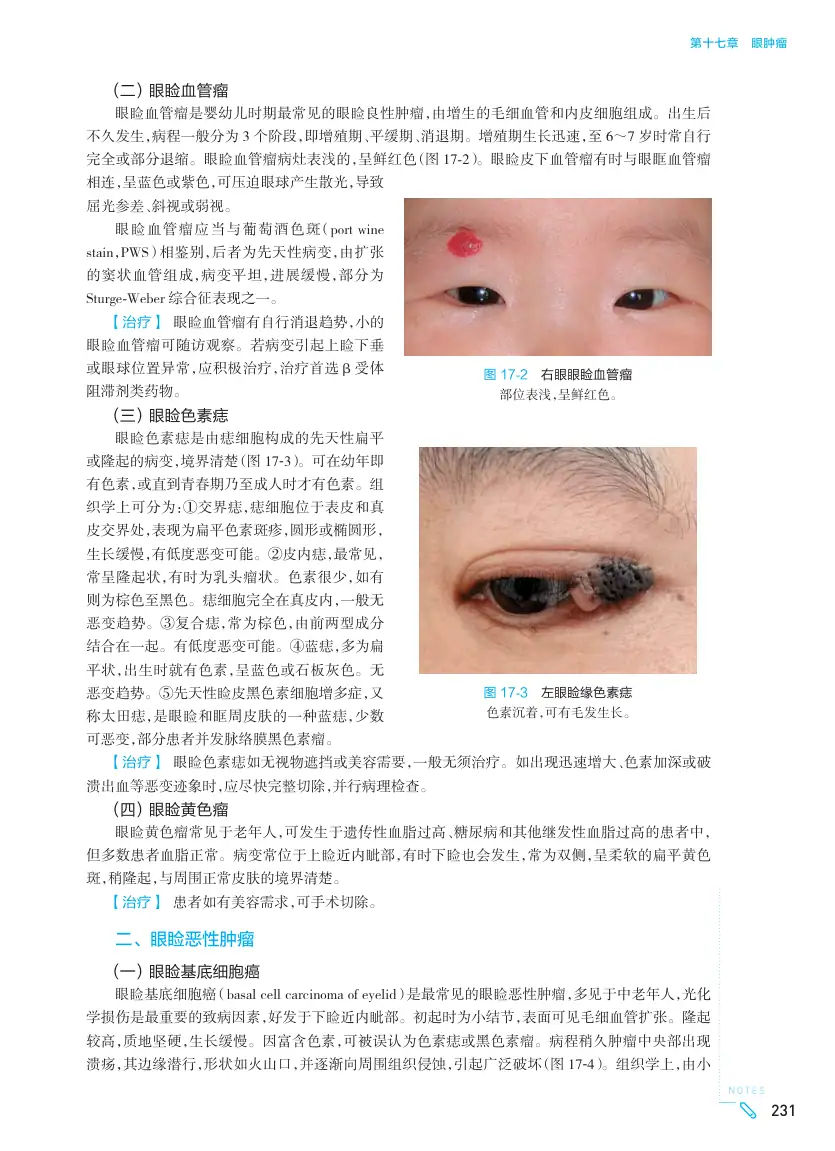 第十七章 眼肿瘤
（二）眼睑血管瘤
眼睑血管瘤是婴幼儿时期最常见的眼睑良性肿瘤，由增生的毛细血管和内皮细胞组成。出生后
不久发生，病程一般分为 3 个阶段，即增殖期、平缓期、消退期。增殖期生长迅速，至 6～7 岁时常自行
完全或部分退缩。眼睑血管瘤病灶表浅的，呈鲜红色（图 17-2）。眼睑皮下血管瘤有时与眼眶血管瘤
相连，呈蓝色或紫色，可压迫眼球产生散光，导致
屈光参差、斜视或弱视。
眼睑血管瘤应当与葡萄酒色斑（port wine
stain，PWS）相鉴别，后者为先天性病变，由扩张
的窦状血管组成，病变平坦，进展缓慢，部分为
Sturge-Weber 综合征表现之一。
【治疗】 眼睑血管瘤有自行消退趋势，小的
眼睑血管瘤可随访观察。若病变引起上睑下垂
或眼球位置异常，应积极治疗，治疗首选 β 受体
阻滞剂类药物。
图 17-2 右眼眼睑血管瘤
部位表浅，呈鲜红色。
（三）眼睑色素痣
眼睑色素痣是由痣细胞构成的先天性扁平
或隆起的病变，境界清楚（图 17-3）。可在幼年即
有色素，或直到青春期乃至成人时才有色素。组
织学上可分为：①交界痣，痣细胞位于表皮和真
皮交界处，表现为扁平色素斑疹，圆形或椭圆形，
生长缓慢，有低度恶变可能。②皮内痣，最常见，
常呈隆起状，有时为乳头瘤状。色素很少，如有
则为棕色至黑色。痣细胞完全在真皮内，一般无
恶变趋势。③复合痣，常为棕色，由前两型成分
结合在一起。有低度恶变可能。④蓝痣，多为扁
平状，出生时就有色素，呈蓝色或石板灰色。无
恶变趋势。⑤先天性睑皮黑色素细胞增多症，又
称太田痣，是眼睑和眶周皮肤的一种蓝痣，少数
可恶变，部分患者并发脉络膜黑色素瘤。
图 17-3 左眼睑缘色素痣
色素沉着，可有毛发生长。
【治疗】 眼睑色素痣如无视物遮挡或美容需要，一般无须治疗。如出现迅速增大、色素加深或破
溃出血等恶变迹象时，应尽快完整切除，并行病理检查。
（四）眼睑黄色瘤
眼睑黄色瘤常见于老年人，可发生于遗传性血脂过高、糖尿病和其他继发性血脂过高的患者中，
但多数患者血脂正常。病变常位于上睑近内眦部，有时下睑也会发生，常为双侧，呈柔软的扁平黄色
斑，稍隆起，与周围正常皮肤的境界清楚。
【治疗】 患者如有美容需求，可手术切除。
二、眼睑恶性肿瘤
（一）眼睑基底细胞癌
眼睑基底细胞癌（basal cell carcinoma of eyelid）是最常见的眼睑恶性肿瘤，多见于中老年人，光化
学损伤是最重要的致病因素，好发于下睑近内眦部。初起时为小结节，表面可见毛细血管扩张。隆起
较高，质地坚硬，生长缓慢。因富含色素，可被误认为色素痣或黑色素瘤。病程稍久肿瘤中央部出现
溃疡，其边缘潜行，形状如火山口，并逐渐向周围组织侵蚀，引起广泛破坏（图 17-4）。组织学上，由小
NOTES
231